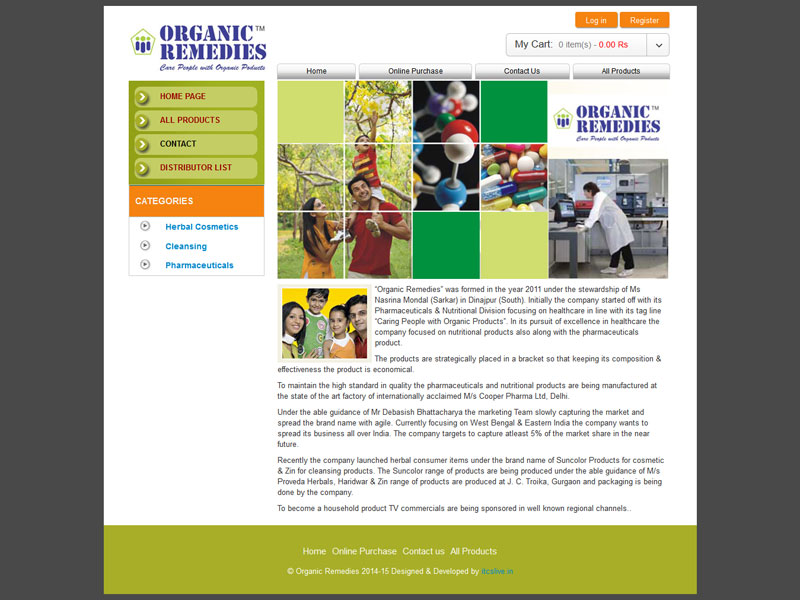 Log in Register
ORGANIC™
REMEDIES
Care People with Organic Poducts
My Cart: 0 item(s) - 0.00 Rs
Home Online Purchase Contact Us All Products
HOME PAGE
ALL PRODUCTS
CONTACT
DISTRIBUTOR LIST
CATEGORIES
Herbal Cosmetics
Cleansing
Pharmaceuticals
ORGANIC™
REMEDIES
Care People with Organic Poducts
"Organic Remedies" was formed in the year 2011 under the stewardship of Ms
Nasrina Mondal (Sarkar) in Dinajpur (South). Initially the company started off with its
Pharmaceuticals & Nutritional Division focusing on healthcare in line with its tag line
"Caring People with Organic Products". In its pursuit of excellence in healthcare the
company focused on nutritional products also along with the pharmaceuticals
product.
The products are strategically placed in a bracket so that keeping its composition &
effectiveness the product is economical.
To maintain the high standard in quality the pharmaceuticals and nutritional products are being manufactured at
the state of the art factory of internationally acclaimed M/s Cooper Pharma Ltd, Delhi.
Under the able guidance of Mr Debasish Bhattacharya the marketing Team slowly capturing the market and
spread the brand name with agile. Currently focusing on West Bengal & Eastern India the company wants to
spread its business all over India. The company targets to capture atleast 5% of the market share in the near
future.
Recently the company launched herbal consumer items under the brand name of Suncolor Products for cosmetic
& Zin for cleansing products. The Suncolor range of products are being produced under the able guidance of M/s
Proveda Herbals, Haridwar & Zin range of products are produced at J. C. Troika, Gurgaon and packaging is being
done by the company.
To become a household product TV commercials are being sponsored in well known regional channels..
Home Online Purchase Contact us All Products
© Organic Remedies 2014-15 Designed & Developed by itcslive.in